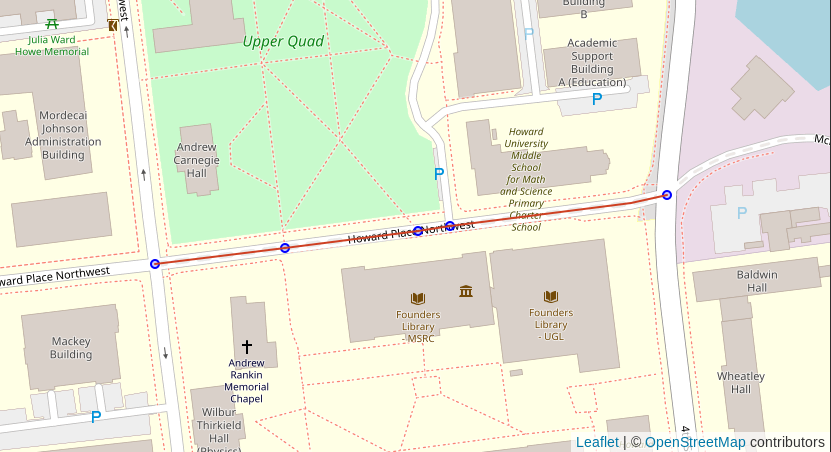 west
Building
B
Julia Ward
Howe Memorial
Upper Quad
P
Academic
Support
Building
A (Education)
P
Mordecai
Johnson
Administration
Building
Andrew
Carnegie
Hall
Howard
University
Middle
School
for Math
and Science
Primary
Charter
School
P
P
Howard Place Northwest
ward Place Northwest
Baldwin
Hall
Founders
Library
- MSRC
Founders
Library
- UGL
Mackey
Building
Andrew
Rankin
Memorial
Chapel
Wheatley
Hall
P
Wilbur
Thirkield
Hall
(Physics)
Leaflet | © OpenStreetMap contributors